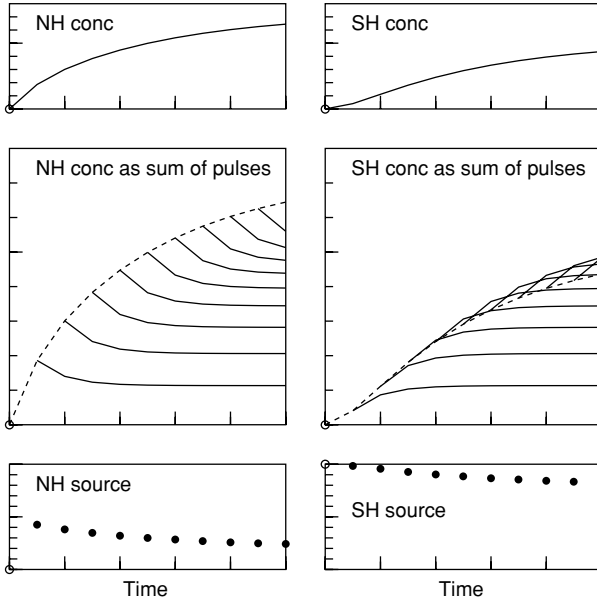 NH conc
SH conc
NH conc as sum of pulses
SH conc as sum of pulses
NH source
SH source
Time
Time